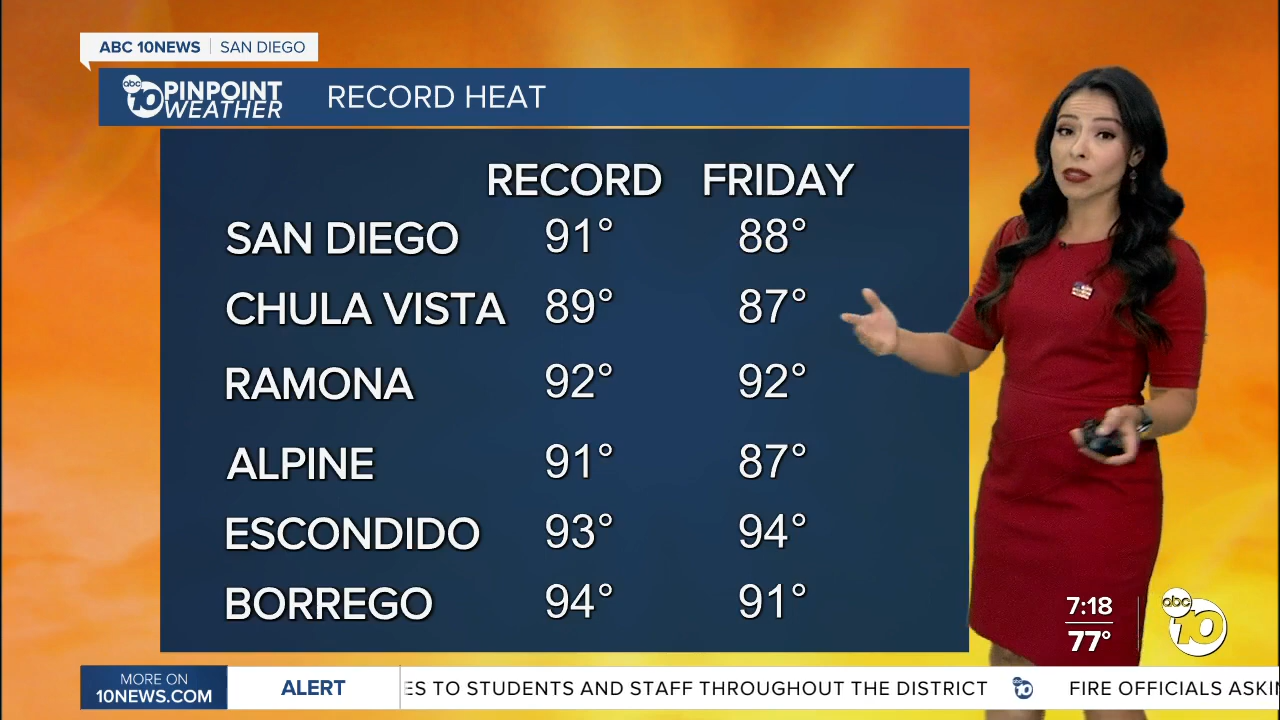 ABC 10NEWS | SAN DIEGO
abc 10 PINPOINT WEATHER
RECORD HEAT
RECORD FRIDAY
SAN DIEGO 91° 88°
CHULA VISTA 89° 87°
RAMONA 92° 92°
ALPINE 91° 87°
ESCONDIDO 93° 94°
BORREGO 94° 91°
7:18
77°
abc 10
MORE ON
10NEWS.COM
ALERT
ES TO STUDENTS AND STAFF THROUGHOUT THE DISTRICT abc 10 FIRE OFFICIALS ASKIN